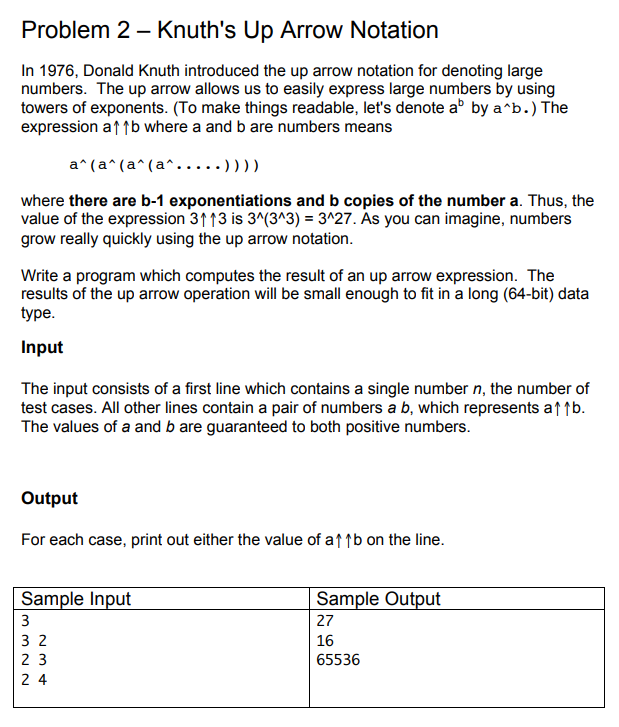 Problem 2 – Knuth's Up Arrow Notation
In 1976, Donald Knuth introduced the up arrow notation for denoting large
numbers.  The up arrow allows us to easily express large numbers by using
towers of exponents. (To make things readable, let's denote aᵇ by a^b.) The
expression a↑↑b where a and b are numbers means
a^(a^(a^(a^.....))))
where there are b-1 exponentiations and b copies of the number a. Thus, the
value of the expression 3↑↑3 is 3^(3^3) = 3^27. As you can imagine, numbers
grow really quickly using the up arrow notation.
Write a program which computes the result of an up arrow expression.  The
results of the up arrow operation will be small enough to fit in a long (64-bit) data
type.
Input
The input consists of a first line which contains a single number n, the number of
test cases. All other lines contain a pair of numbers a b, which represents a↑↑b.
The values of a and b are guaranteed to both positive numbers.
Output
For each case, print out either the value of a↑↑b on the line.
Sample Input Sample Output
3 27
3 2 16
2 3 65536
2 4